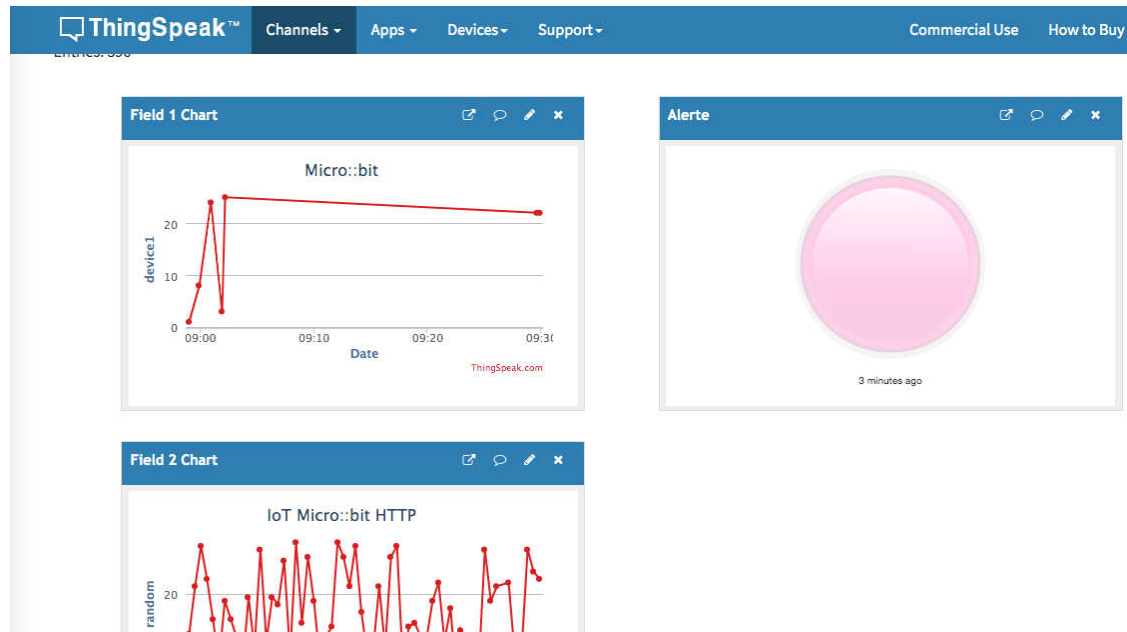 ThingSpeak™ Channels Apps Devices Support Commercial Use How to Buy
Entries: 390
Field 1 Chart
Micro::bit
device1
20
10
0
09:00 09:10 09:20
Date
ThingSpeak.com
Alerte
3 minutes ago
Field 2 Chart
IoT Micro::bit HTTP
random
20